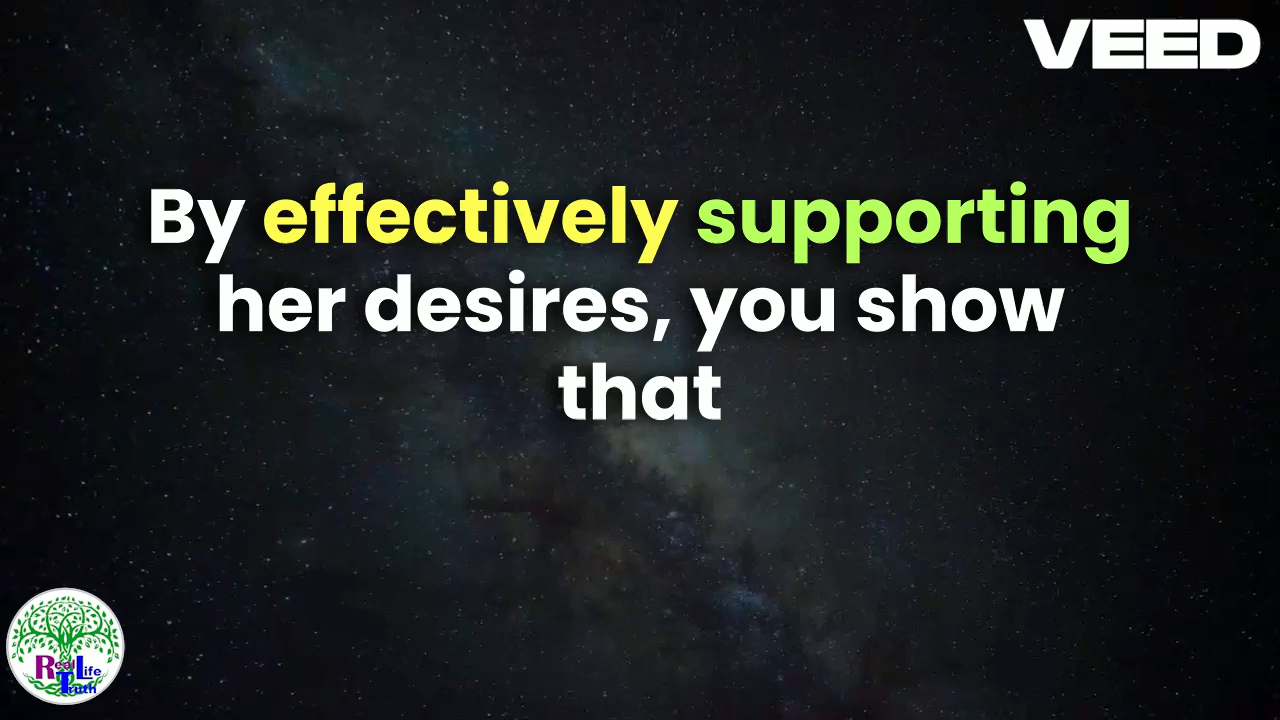 VEED
By effectively supporting
her desires, you show
that
Real Life
Truth